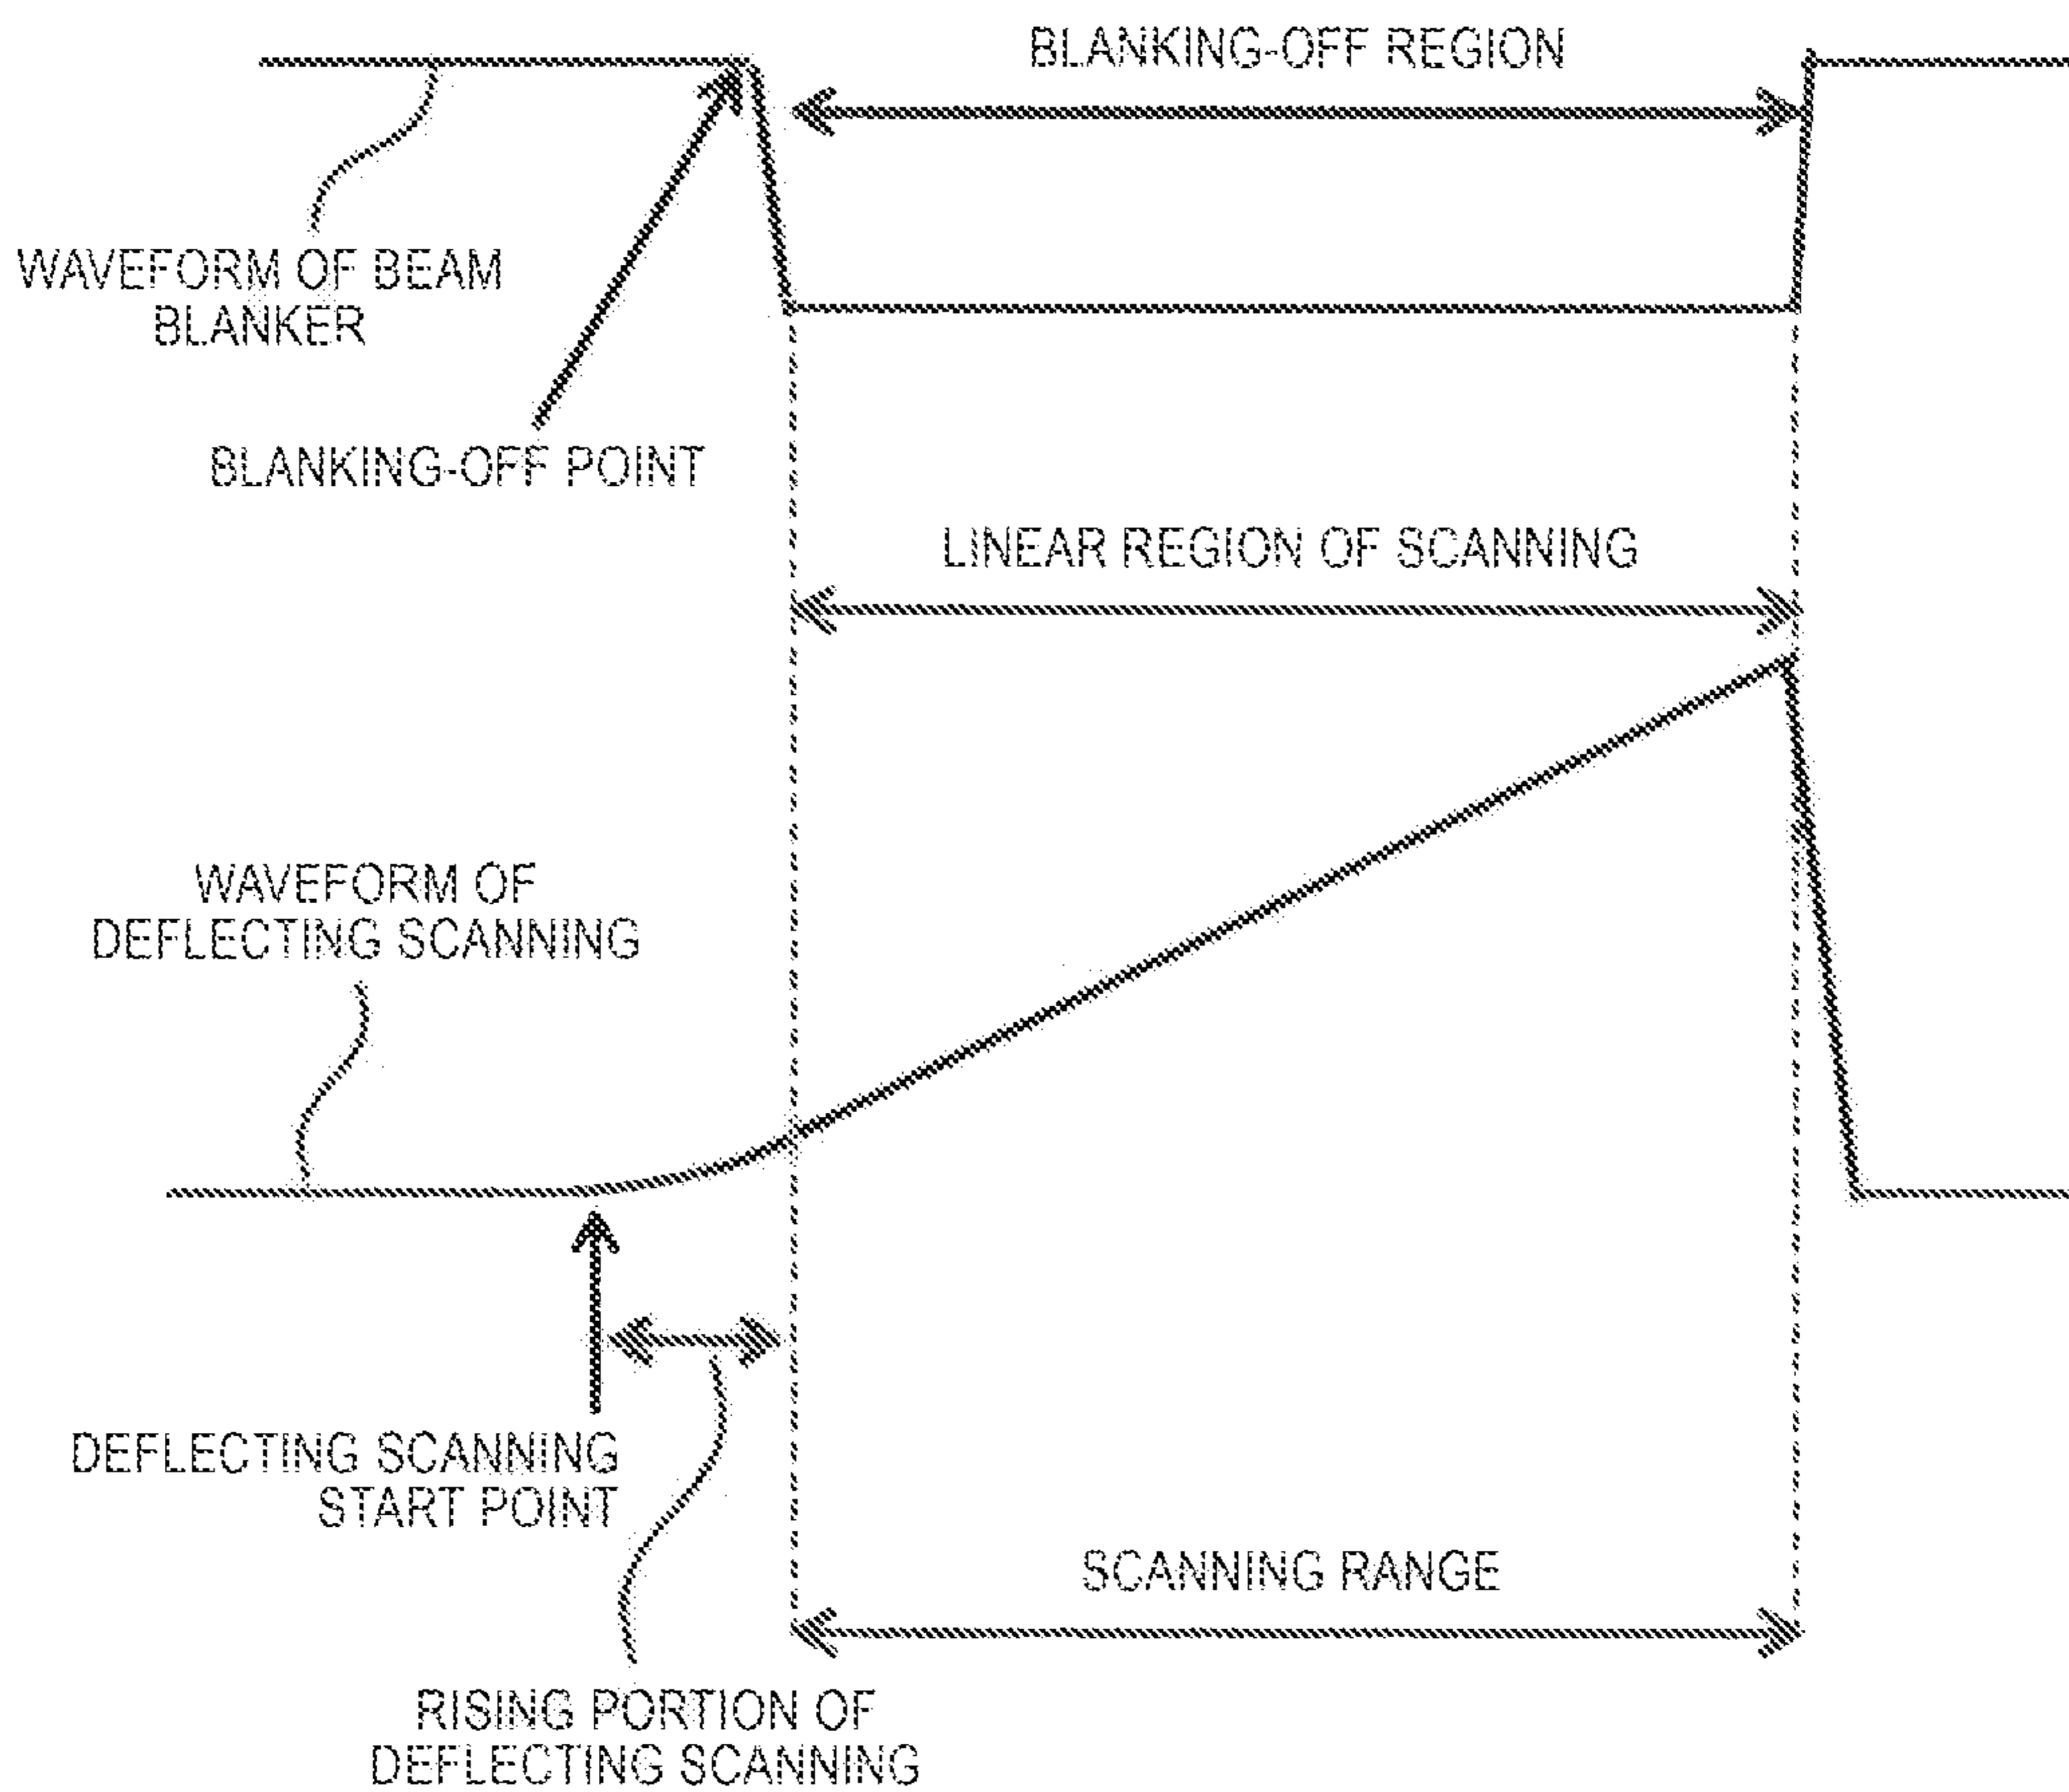 BLANKING-OFF REGION
WAVEFORM OF BEAM
BLANKER
BLANKING-OFF POINT
LINEAR REGION OF SCANNING
WAVEFORM OF
DEFLECTING SCANNING
DEFLECTING SCANNING
START POINT
SCANNING RANGE
RISING PORTION OF
DEFLECTING SCANNING